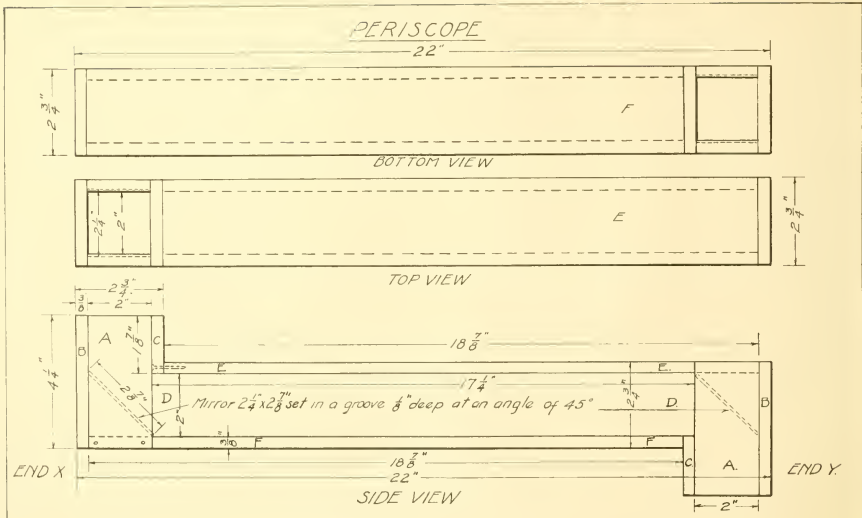 PERISCOPE
22"
2 3/4"
F
BOTTOM VIEW
2 1/4"
2"
E
2 3/4"
TOP VIEW
2 3/4"
3/8
2"
A
B
C
1 7/8"
18 7/8"
4 1/4"
E
E.
17 1/4"
2 7/8"
D
2"
D.
2 3/4"
B
Mirror 2 1/4"x2 7/8" set in a groove 1/8" deep at an angle of 45°
3/8"
F
F
C
A.
18 7/8"
END X
22"
END Y.
2"
SIDE VIEW